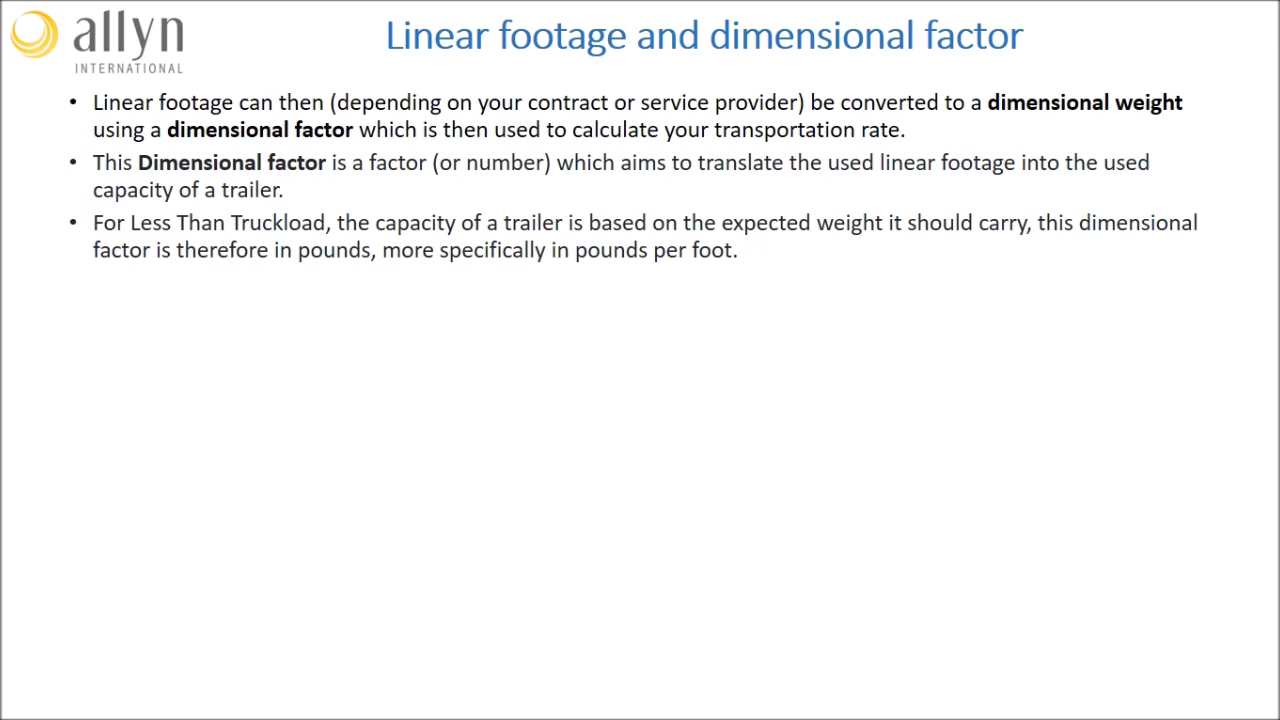 allyn
INTERNATIONAL
Linear footage and dimensional factor
• Linear footage can then (depending on your contract or service provider) be converted to a dimensional weight
using a dimensional factor which is then used to calculate your transportation rate.
• This Dimensional factor is a factor (or number) which aims to translate the used linear footage into the used
capacity of a trailer.
• For Less Than Truckload, the capacity of a trailer is based on the expected weight it should carry, this dimensional
factor is therefore in pounds, more specifically in pounds per foot.